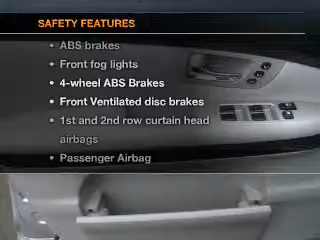 SAFETY FEATURES
• ABS brakes
• Front fog lights
• 4-wheel ABS Brakes
• Front Ventilated disc brakes
• 1st and 2nd row curtain head
airbags
• Passenger Airbag